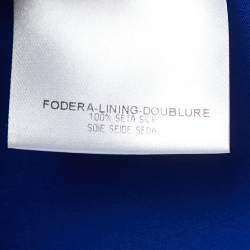 FODERA-LINING-DOUBLURE
100% SETA SILK
SOIE SEIDE SEDA